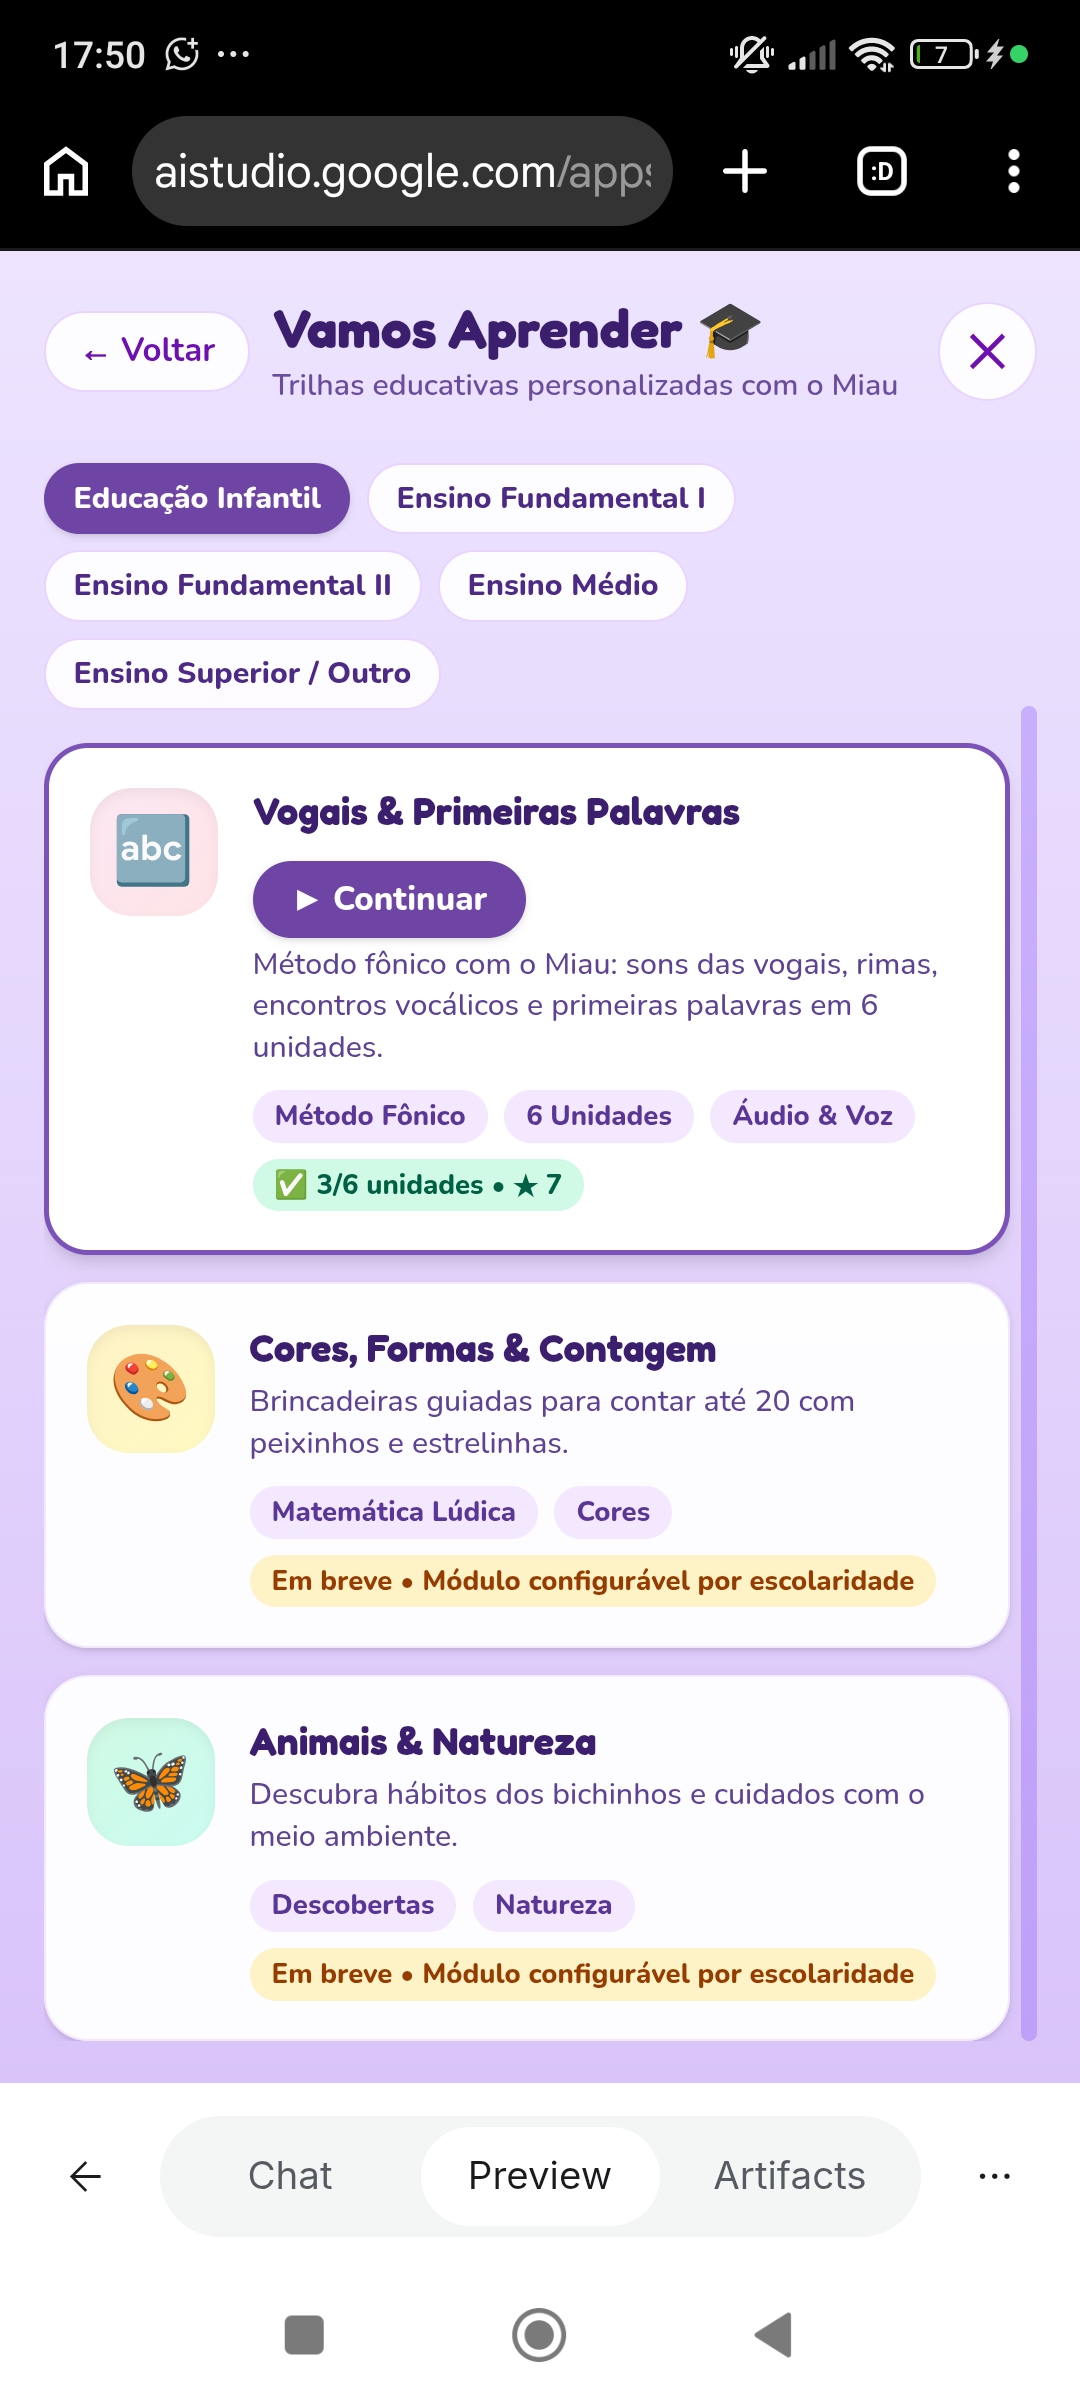 17:50
7
aistudio.google.com/apps
:D
← Voltar
Vamos Aprender 🎓
Trilhas educativas personalizadas com o Miau
Educação Infantil
Ensino Fundamental I
Ensino Fundamental II
Ensino Médio
Ensino Superior / Outro
abc
Vogais & Primeiras Palavras
► Continuar
Método fônico com o Miau: sons das vogais, rimas,
encontros vocálicos e primeiras palavras em 6
unidades.
Método Fônico
6 Unidades
Áudio & Voz
✅ 3/6 unidades • ★ 7
Cores, Formas & Contagem
Brincadeiras guiadas para contar até 20 com
peixinhos e estrelinhas.
Matemática Lúdica
Cores
Em breve • Módulo configurável por escolaridade
Animais & Natureza
Descubra hábitos dos bichinhos e cuidados com o
meio ambiente.
Descobertas
Natureza
Em breve • Módulo configurável por escolaridade
Chat
Preview
Artifacts